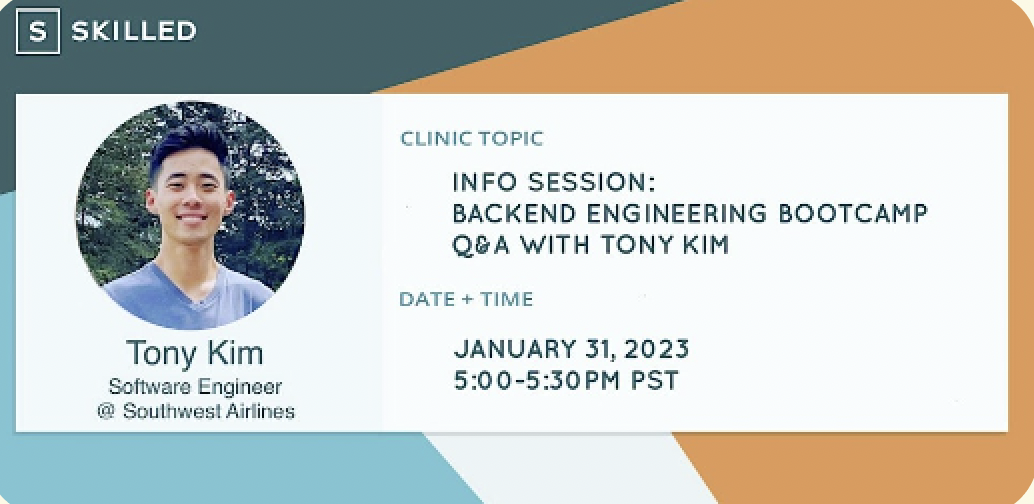 S SKILLED
Tony Kim
Software Engineer
@ Southwest Airlines
CLINIC TOPIC
INFO SESSION:
BACKEND ENGINEERING BOOTCAMP
Q&A WITH TONY KIM
DATE + TIME
JANUARY 31, 2023
5:00-5:30PM PST